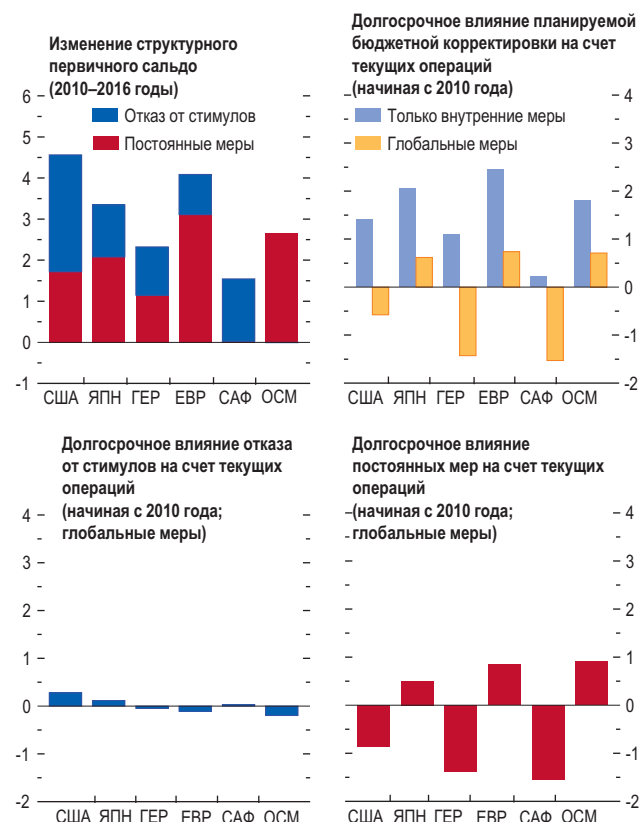 Изменение структурного
первичного сальдо
(2010–2016 годы)
Отказ от стимулов
Постоянные меры
6
5
4
3
2
1
0
-1
США ЯПН ГЕР ЕВР САФ ОСМ
Долгосрочное влияние планируемой
бюджетной корректировки на счет
текущих операций
(начиная с 2010 года)
Только внутренние меры
Глобальные меры
4
3
2
1
0
-1
-2
США ЯПН ГЕР ЕВР САФ ОСМ
Долгосрочное влияние отказа
от стимулов на счет текущих
операций
(начиная с 2010 года;
глобальные меры)
4
3
2
1
0
-1
-2
США ЯПН ГЕР ЕВР САФ ОСМ
Долгосрочное влияние
постоянных мер на счет текущих
операций
(начиная с 2010 года;
глобальные меры)
4
3
2
1
0
-1
-2
США ЯПН ГЕР ЕВР САФ ОСМ